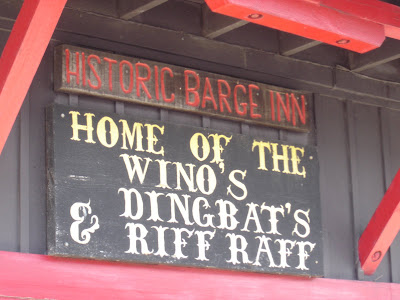 HISTORIC BARGE INN
HOME OF THE
WINO'S
DINGBAT'S
& RIFF RAFF